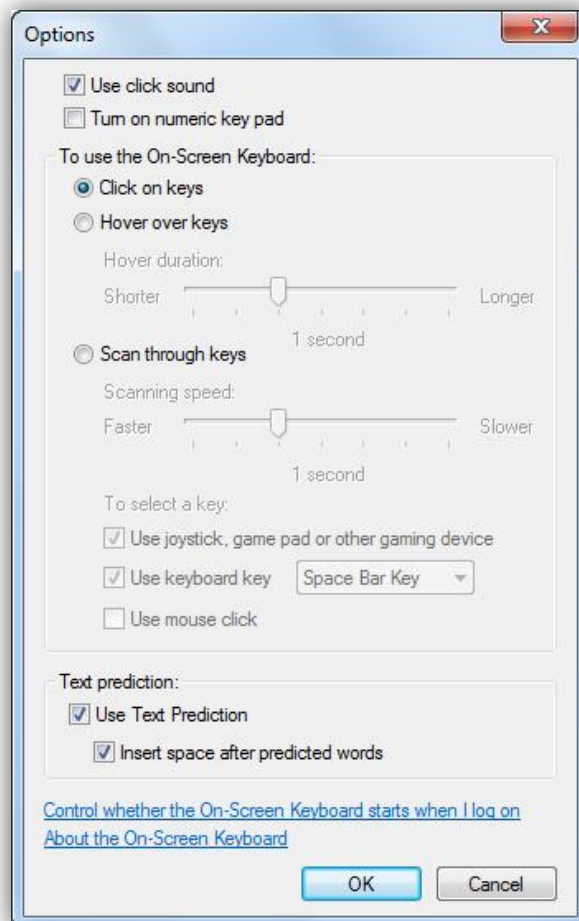 Options
Use click sound
Turn on numeric key pad
To use the On-Screen Keyboard:
Click on keys
Hover over keys
Hover duration:
Shorter Longer
1 second
Scan through keys
Scanning speed:
Faster Slower
1 second
To select a key:
Use joystick, game pad or other gaming device
Use keyboard key Space Bar Key
Use mouse click
Text prediction:
Use Text Prediction
Insert space after predicted words
Control whether the On-Screen Keyboard starts when I log on
About the On-Screen Keyboard
OK Cancel